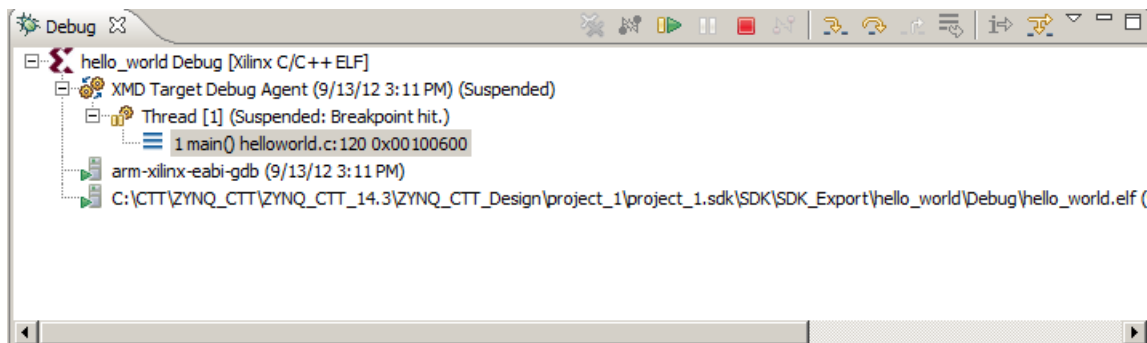 Debug
hello_world Debug [Xilinx C/C++ ELF]
XMD Target Debug Agent (9/13/12 3:11 PM) (Suspended)
Thread [1] (Suspended: Breakpoint hit.)
1 main() helloworld.c:120 0x00100600
arm-xilinx-eabi-gdb (9/13/12 3:11 PM)
C:\CTT\ZYNQ_CTT\ZYNQ_CTT_14.3\ZYNQ_CTT_Design\project_1\project_1.sdk\SDK\SDK_Export\hello_world\Debug\hello_world.elf (